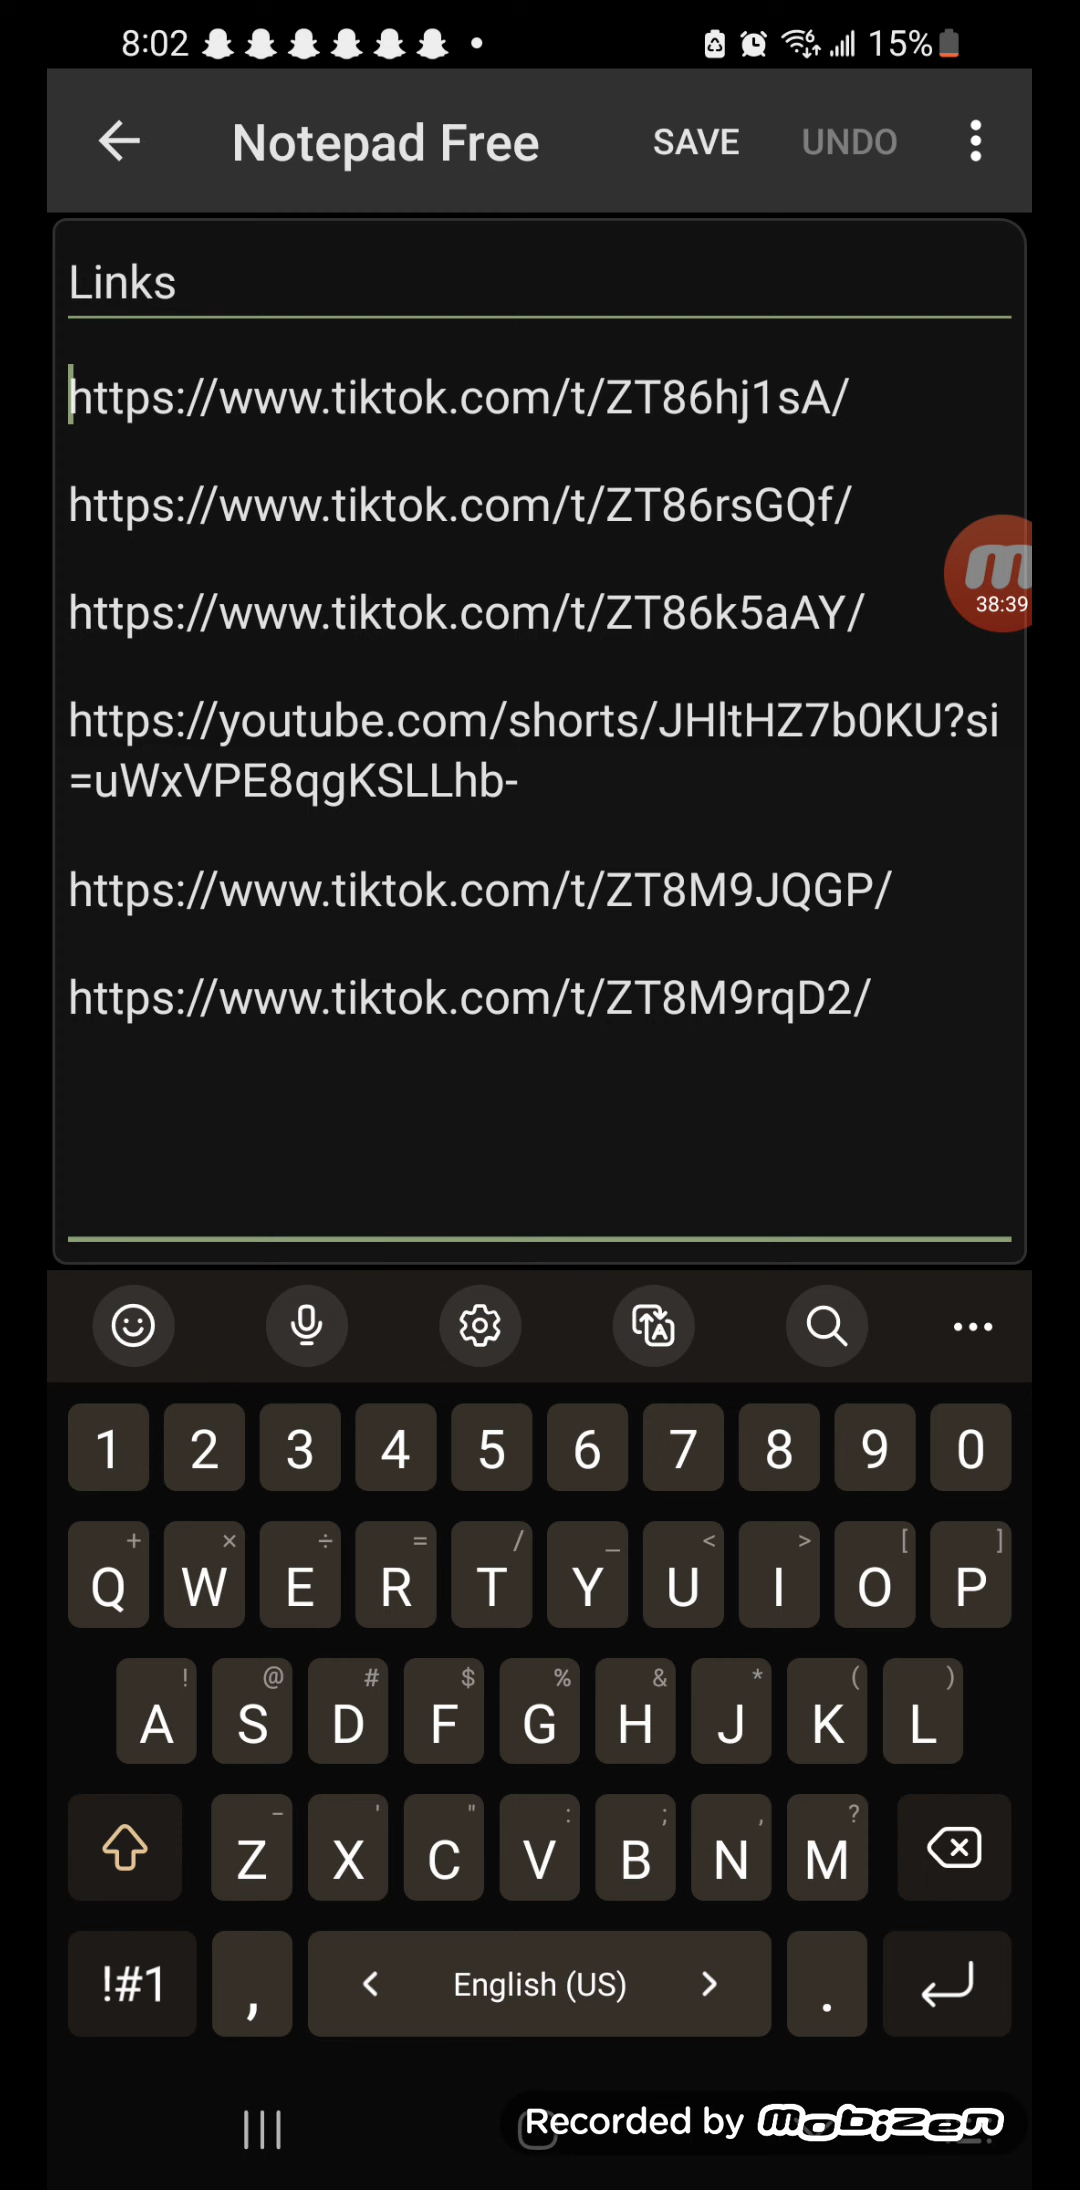 8:02 6 15%
Notepad Free SAVE UNDO
Links
https://www.tiktok.com/t/ZT86hj1sA/
https://www.tiktok.com/t/ZT86rsGQf/
https://www.tiktok.com/t/ZT86k5aAY/
m
38:39
https://youtube.com/shorts/JHltHZ7b0KU?si
=uWxVPE8qgKSLLhb-
https://www.tiktok.com/t/ZT8M9JQGP/
https://www.tiktok.com/t/ZT8M9rqD2/
1 2 3 4 5 6 7 8 9 0
+ × ÷ = / _ < > [ ]
Q W E R T Y U I O P
! @ # $ % & * ( )
A S D F G H J K L
- ' " : ; , ?
Z X C V B N M
!#1 , < English (US) > .
Recorded by mobizen